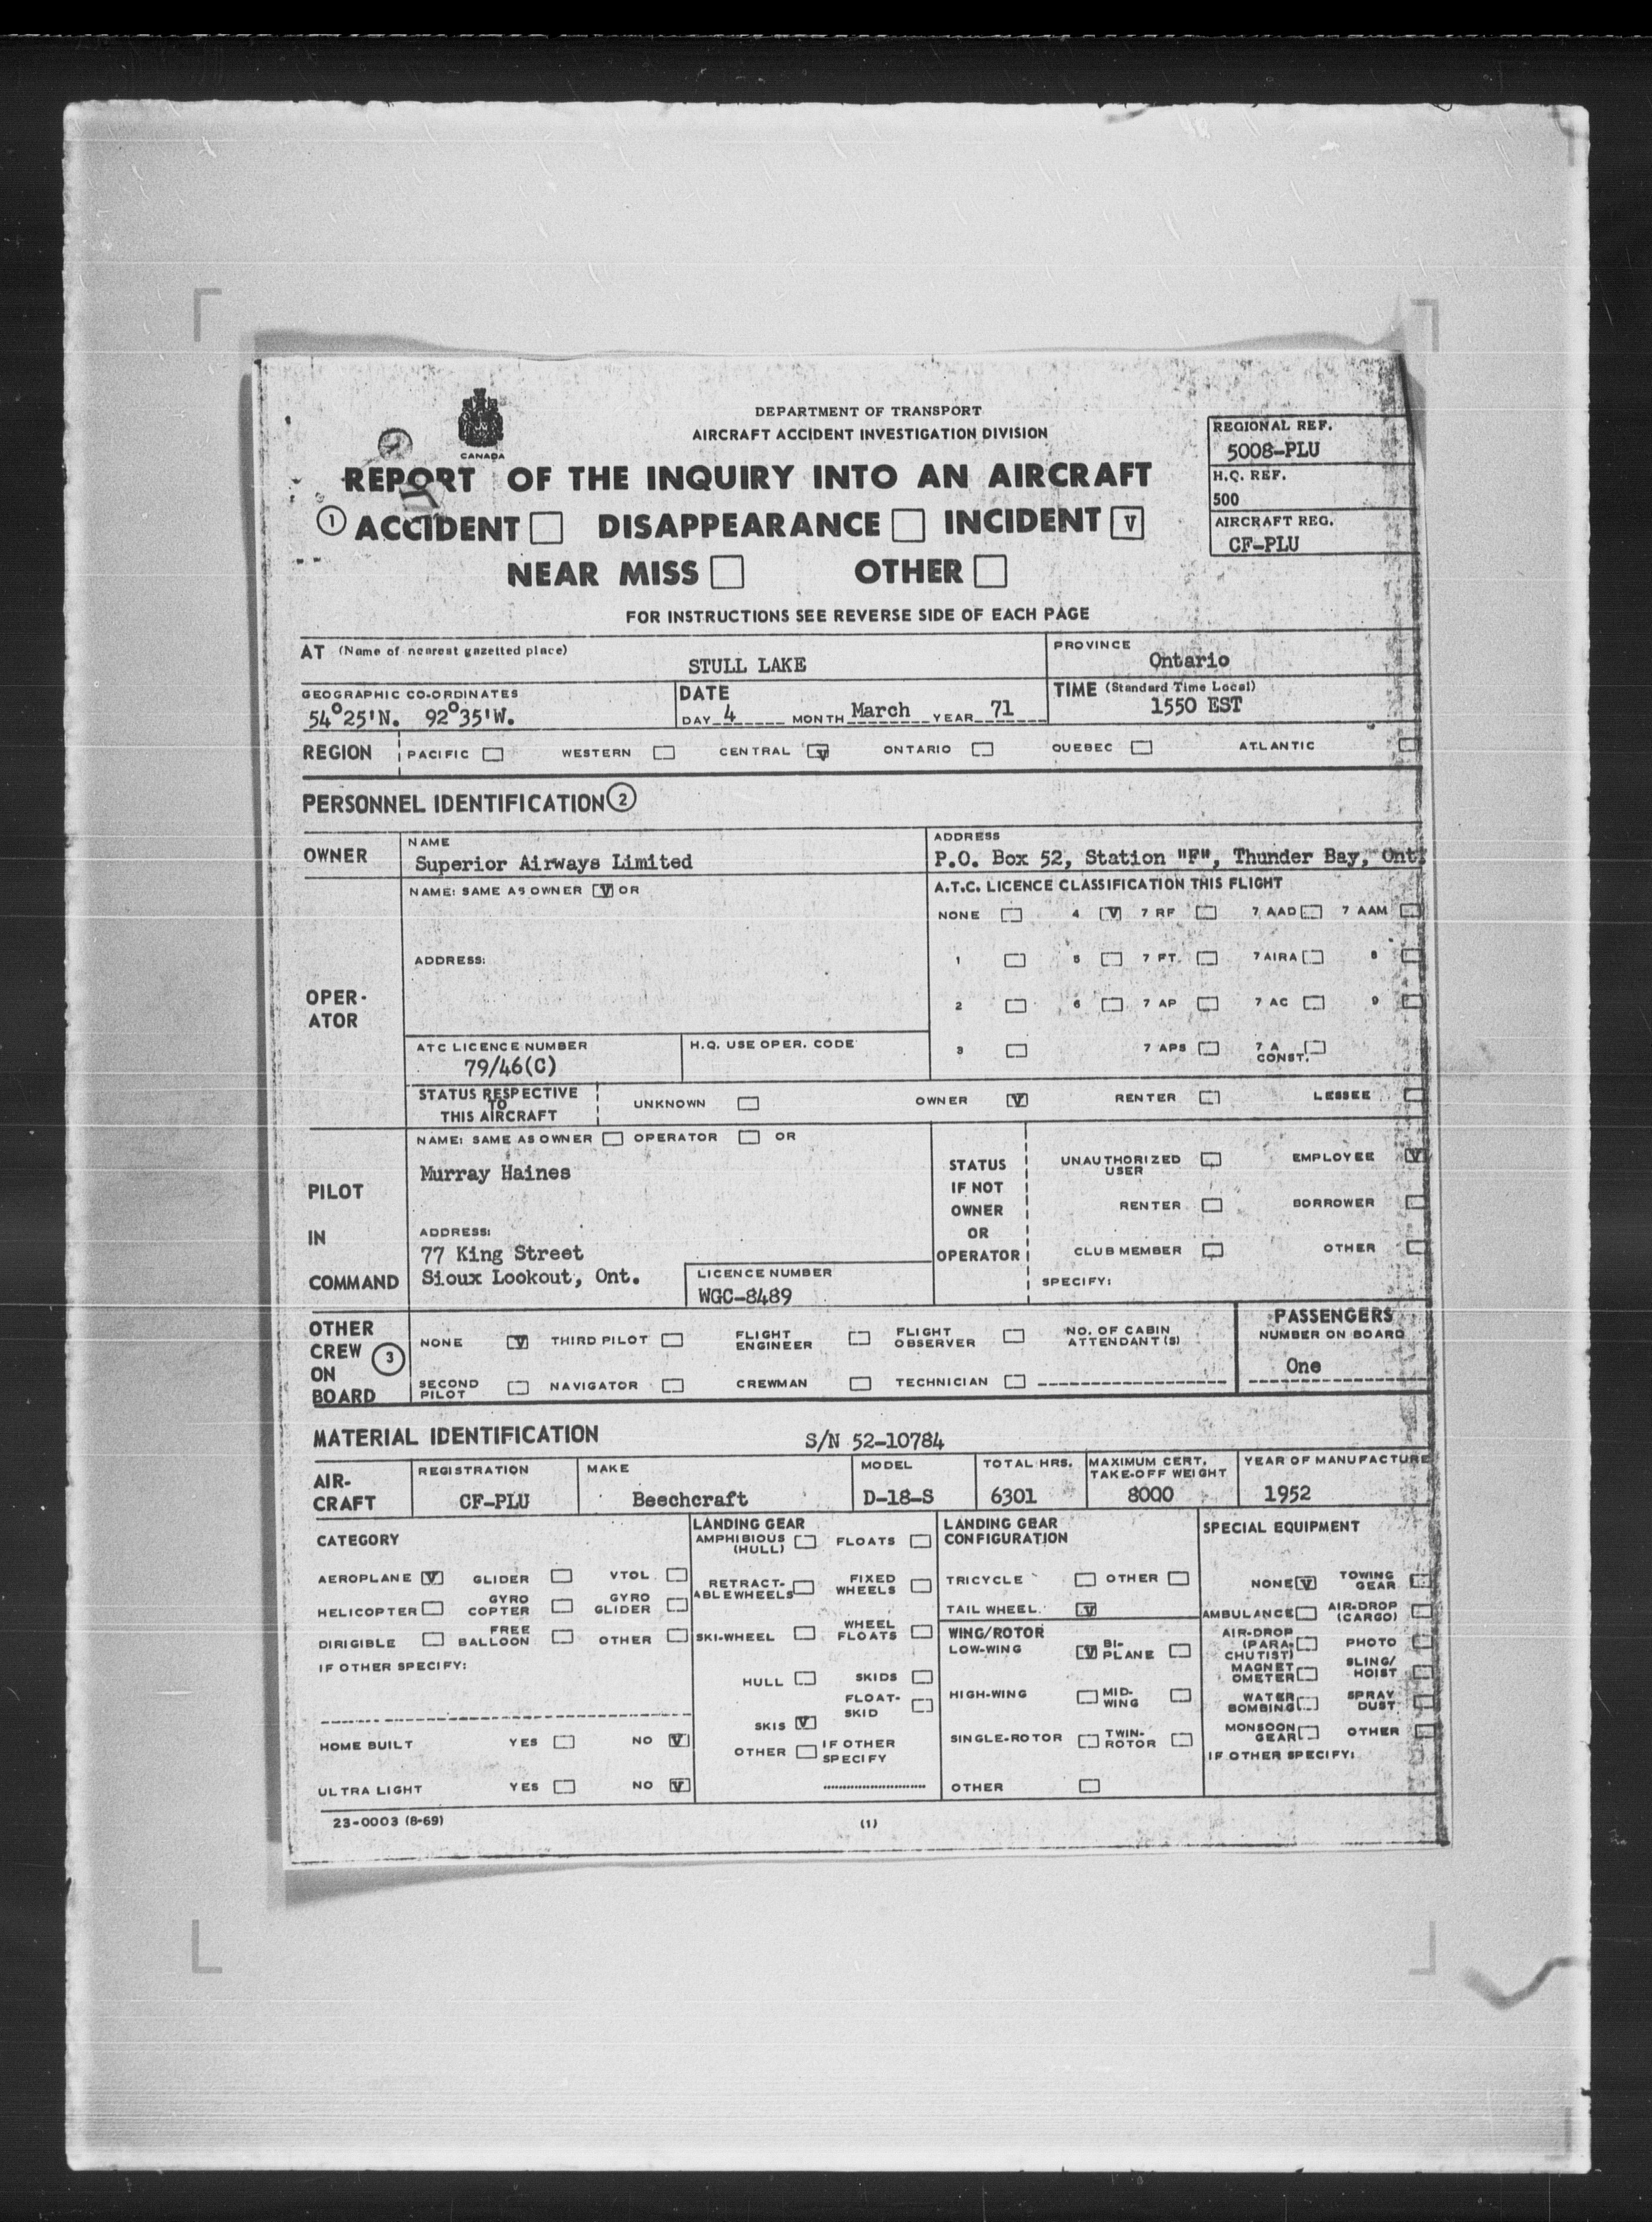 CANADA
DEPARTMENT OF TRANSPORT
AIRCRAFT ACCIDENT INVESTIGATION DIVISION
REPORT OF THE INQUIRY INTO AN AIRCRAFT
1 ACCIDENT DISAPPEARANCE INCIDENT V
NEAR MISS OTHER
REGIONAL REF.
5008-PLU
H.Q. REF.
500
AIRCRAFT REG.
CF-PLU
FOR INSTRUCTIONS SEE REVERSE SIDE OF EACH PAGE
AT (Name of nearest gazetted place)
STULL LAKE
PROVINCE
Ontario
GEOGRAPHIC CO-ORDINATES
54°25'N. 92°35'W.
DATE
DAY 4 MONTH March YEAR 71
TIME (Standard Time Local)
1550 EST
REGION PACIFIC WESTERN CENTRAL V ONTARIO QUEBEC ATLANTIC
PERSONNEL IDENTIFICATION 2
OWNER
NAME
Superior Airways Limited
ADDRESS
P.O. Box 52, Station "F", Thunder Bay, Ont.
OPER-
ATOR
NAME: SAME AS OWNER V OR
ADDRESS:
A.T.C. LICENCE CLASSIFICATION THIS FLIGHT
NONE 4 V 7 RF 7 AAD 7 AAM
1 5 7 FT. 7 AIRA 8
2 6 7 AP 7 AC 9
3 7 APS 7 A
CONST.
ATC LICENCE NUMBER
79/46(C)
H.Q. USE OPER. CODE
STATUS RESPECTIVE
TO
THIS AIRCRAFT
UNKNOWN OWNER V RENTER LESSEE
PILOT
IN
COMMAND
NAME: SAME AS OWNER OPERATOR OR
Murray Haines
ADDRESS:
77 King Street
Sioux Lookout, Ont.
LICENCE NUMBER
WGC-8489
STATUS
IF NOT
OWNER
OR
OPERATOR
UNAUTHORIZED
USER
EMPLOYEE V
RENTER BORROWER
CLUB MEMBER OTHER
SPECIFY:
OTHER
CREW 3
ON
BOARD
NONE V THIRD PILOT FLIGHT
ENGINEER
FLIGHT
OBSERVER
NO. OF CABIN
ATTENDANT(S)
SECOND
PILOT
NAVIGATOR CREWMAN TECHNICIAN
PASSENGERS
NUMBER ON BOARD
One
MATERIAL IDENTIFICATION
S/N 52-10784
AIR-
CRAFT
REGISTRATION
CF-PLU
MAKE
Beechcraft
MODEL
D-18-S
TOTAL HRS.
6301
MAXIMUM CERT.
TAKE-OFF WEIGHT
8000
YEAR OF MANUFACTURE
1952
CATEGORY
AEROPLANE V GLIDER VTOL
HELICOPTER GYRO
COPTER
GYRO
GLIDER
DIRIGIBLE FREE
BALLOON
OTHER
IF OTHER SPECIFY:
HOME BUILT YES NO V
ULTRA LIGHT YES NO V
LANDING GEAR
AMPHIBIOUS
(HULL)
FLOATS
RETRACT-
ABLE WHEELS
FIXED
WHEELS
SKI-WHEEL WHEEL
FLOATS
HULL SKIDS
FLOAT-
SKID
SKIS V
OTHER IF OTHER
SPECIFY
LANDING GEAR
CONFIGURATION
TRICYCLE OTHER
TAIL WHEEL V
WING/ROTOR
LOW-WING V BI-
PLANE
HIGH-WING MID-
WING
SINGLE-ROTOR TWIN-
ROTOR
OTHER
SPECIAL EQUIPMENT
NONE V TOWING
GEAR
AMBULANCE AIR-DROP
(CARGO)
AIR-DROP
(PARA-
CHUTIST)
PHOTO
MAGNET
OMETER
SLING/
HOIST
WATER
BOMBING
SPRAY
DUST
MONSOON
GEAR
OTHER
IF OTHER SPECIFY:
23-0003 (8-69)
(1)